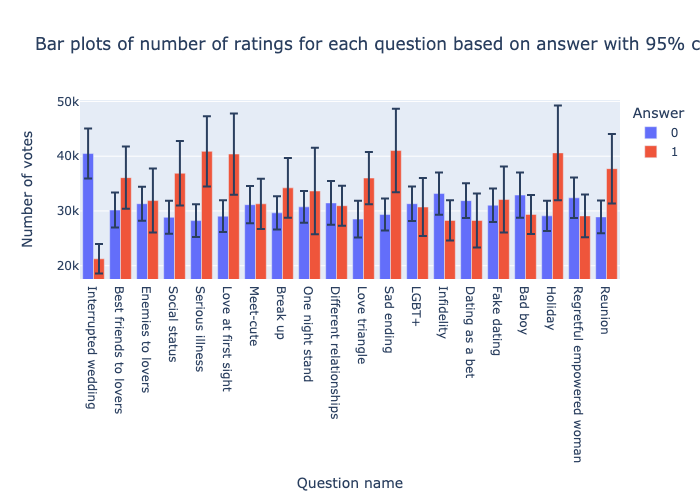 Bar plots of number of ratings for each question based on answer with 95% c
Number of votes
50k
40k
30k
20k
Answer
0
1
Interrupted wedding
Best friends to lovers
Enemies to lovers
Social status
Serious illness
Love at first sight
Meet-cute
Break up
One night stand
Different relationships
Love triangle
Sad ending
LGBT+
Infidelity
Dating as a bet
Fake dating
Bad boy
Holiday
Regretful empowered woman
Reunion
Question name